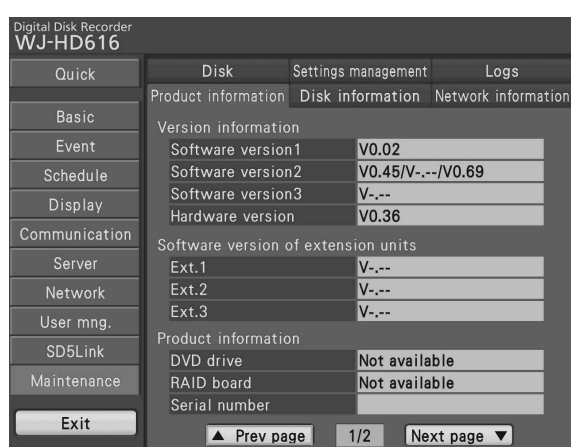 Digital Disk Recorder
WJ-HD616
Quick
Basic
Event
Schedule
Display
Communication
Server
Network
User mng.
SD5Link
Maintenance
Exit
Disk Settings management Logs
Product information Disk information Network information
Version information
Software version1 V0.02
Software version2 V0.45/V-.--/V0.69
Software version3 V-.--
Hardware version V0.36
Software version of extension units
Ext.1 V-.--
Ext.2 V-.--
Ext.3 V-.--
Product information
DVD drive Not available
RAID board Not available
Serial number
▲ Prev page 1/2 Next page ▼